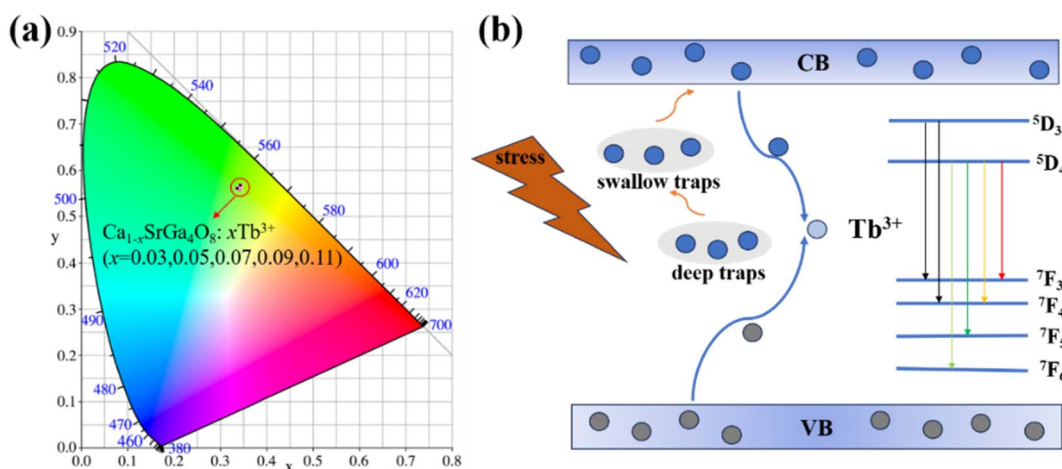 (a)
0.9
0.8
0.7
0.6
0.5
y
0.4
0.3
0.2
0.1
0.0
0.0 0.1 0.2 0.3 0.4 0.5 0.6 0.7 0.8
x
520
540
560
580
600
620
700
500
490
480
470
460
380
Ca₁₋ₓSrGa₄O₈: xTb³⁺
(x=0.03,0.05,0.07,0.09,0.11)
(b)
CB
stress
swallow traps
deep traps
Tb³⁺
⁵D₃
⁵D₄
⁷F₃
⁷F₄
⁷F₅
⁷F₆
VB